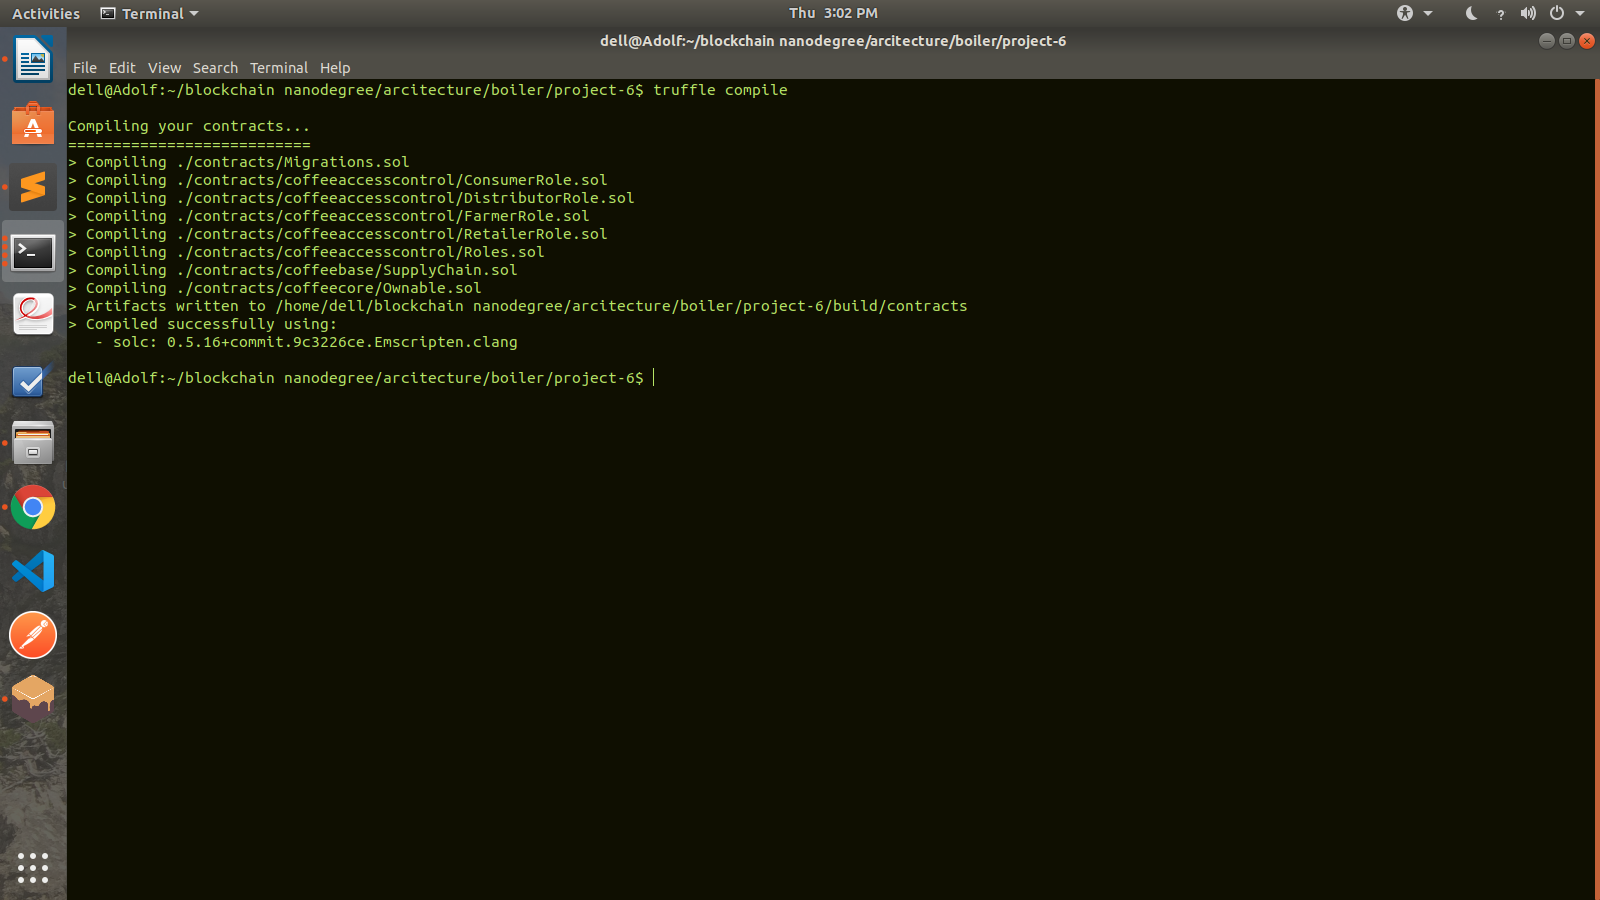 Activities Terminal Thu 3:02 PM
dell@Adolf:~/blockchain nanodegree/arcitecture/boiler/project-6
File Edit View Search Terminal Help
dell@Adolf:~/blockchain nanodegree/arcitecture/boiler/project-6$ truffle compile
Compiling your contracts...
===========================
> Compiling ./contracts/Migrations.sol
> Compiling ./contracts/coffeeaccesscontrol/ConsumerRole.sol
> Compiling ./contracts/coffeeaccesscontrol/DistributorRole.sol
> Compiling ./contracts/coffeeaccesscontrol/FarmerRole.sol
> Compiling ./contracts/coffeeaccesscontrol/RetailerRole.sol
> Compiling ./contracts/coffeeaccesscontrol/Roles.sol
> Compiling ./contracts/coffeebase/SupplyChain.sol
> Compiling ./contracts/coffeecore/Ownable.sol
> Artifacts written to /home/dell/blockchain nanodegree/arcitecture/boiler/project-6/build/contracts
> Compiled successfully using:
   - solc: 0.5.16+commit.9c3226ce.Emscripten.clang
dell@Adolf:~/blockchain nanodegree/arcitecture/boiler/project-6$